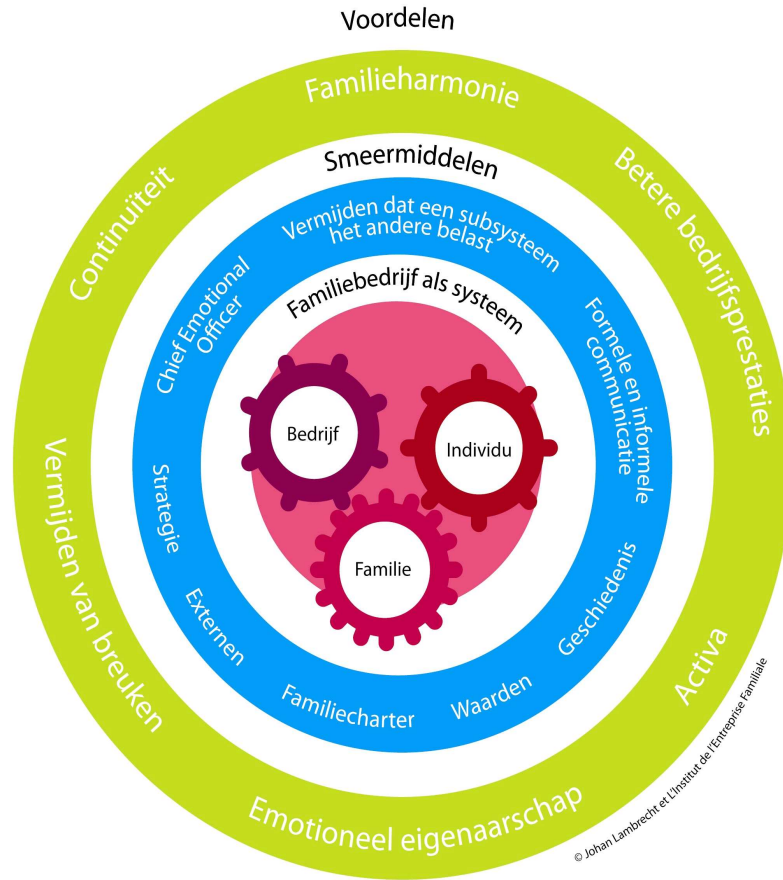 Voordelen
Familieharmonie
Betere bedrijfsprestaties
Activa
Emotioneel eigenaarschap
Vermijden van breuken
Continuïteit
Smeermiddelen
Vermijden dat een subsysteem
het andere belast
Formele en informele
communicatie
Geschiedenis
Waarden
Familiecharter
Externen
Strategie
Chief Emotional
Officer
Familiebedrijf als systeem
Bedrijf
Individu
Familie
© Johan Lambrecht et L'Institut de l'Entreprise Familiale